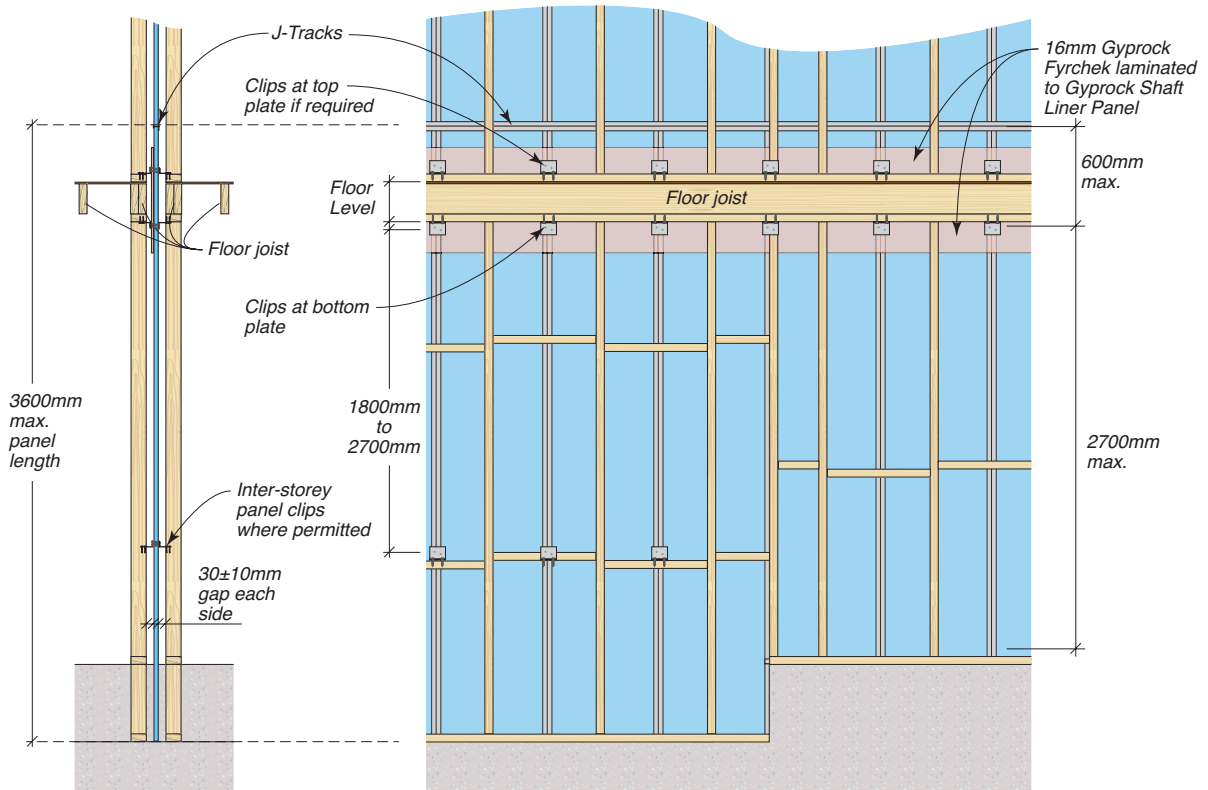 J-Tracks
Clips at top
plate if required
16mm Gyprock
Fyrchek laminated
to Gyprock Shaft
Liner Panel
600mm
max.
Floor
Level
Floor joist
Floor joist
Clips at bottom
plate
3600mm
max.
panel
length
1800mm
to
2700mm
2700mm
max.
Inter-storey
panel clips
where permitted
30±10mm
gap each
side